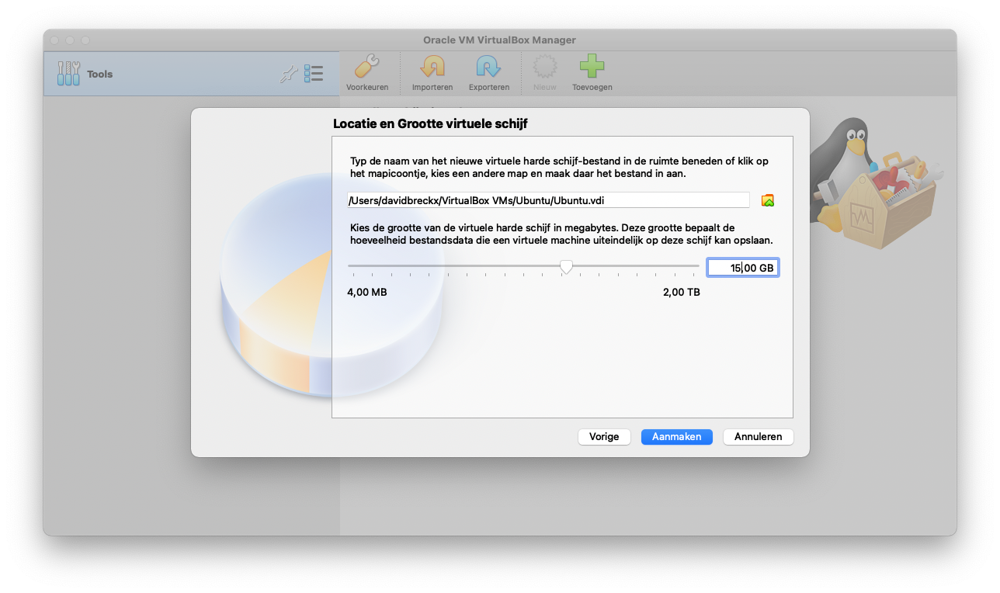 Oracle VM VirtualBox Manager
Tools
Voorkeuren
Importeren
Exporteren
Nieuw
Toevoegen
Locatie en Grootte virtuele schijf
Typ de naam van het nieuwe virtuele harde schijf-bestand in de ruimte beneden of klik op
het mapicoontje, kies een andere map en maak daar het bestand in aan.
/Users/davidbreckx/VirtualBox VMs/Ubuntu/Ubuntu.vdi
Kies de grootte van de virtuele harde schijf in megabytes. Deze grootte bepaalt de
hoeveelheid bestandsdata die een virtuele machine uiteindelijk op deze schijf kan opslaan.
15,00 GB
4,00 MB
2,00 TB
Vorige
Aanmaken
Annuleren